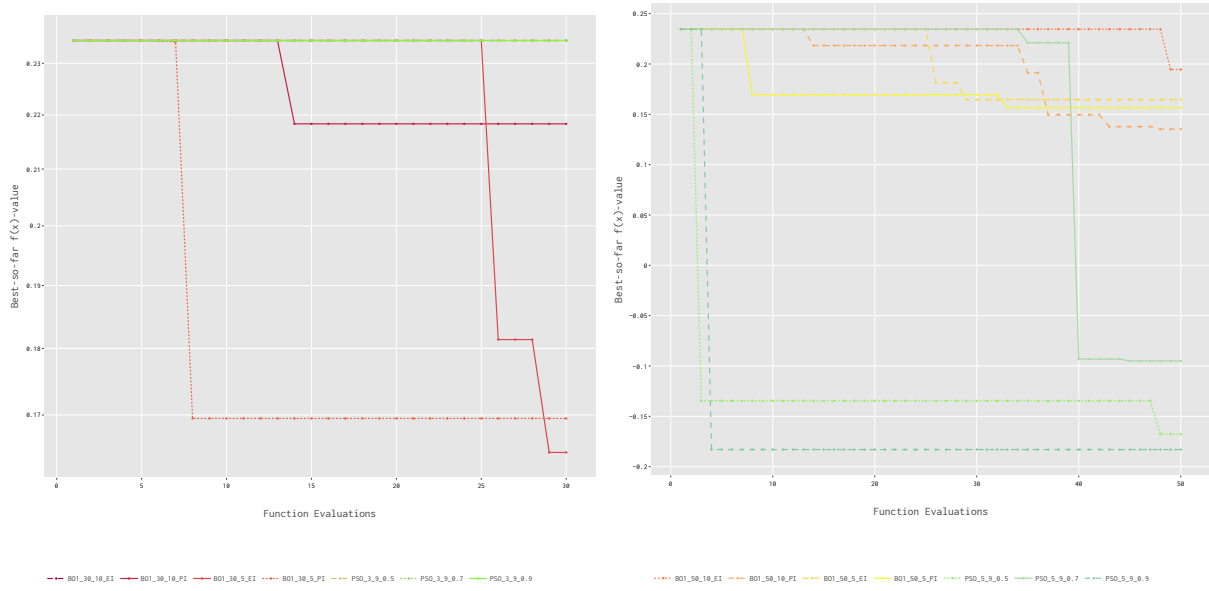 Best-so-far f(x)-value
0.23
0.22
0.21
0.2
0.19
0.18
0.17
0
5
10
15
20
25
30
Function Evaluations
BO1_30_10_EI
BO1_30_10_PI
BO1_30_5_EI
BO1_30_5_PI
PSO_3_9_0.5
PSO_3_9_0.7
PSO_3_9_0.9
Best-so-far f(x)-value
0.25
0.2
0.15
0.1
0.05
0
−0.05
−0.1
−0.15
−0.2
0
10
20
30
40
50
Function Evaluations
BO1_50_10_EI
BO1_50_10_PI
BO1_50_5_EI
BO1_50_5_PI
PSO_5_9_0.5
PSO_5_9_0.7
PSO_5_9_0.9